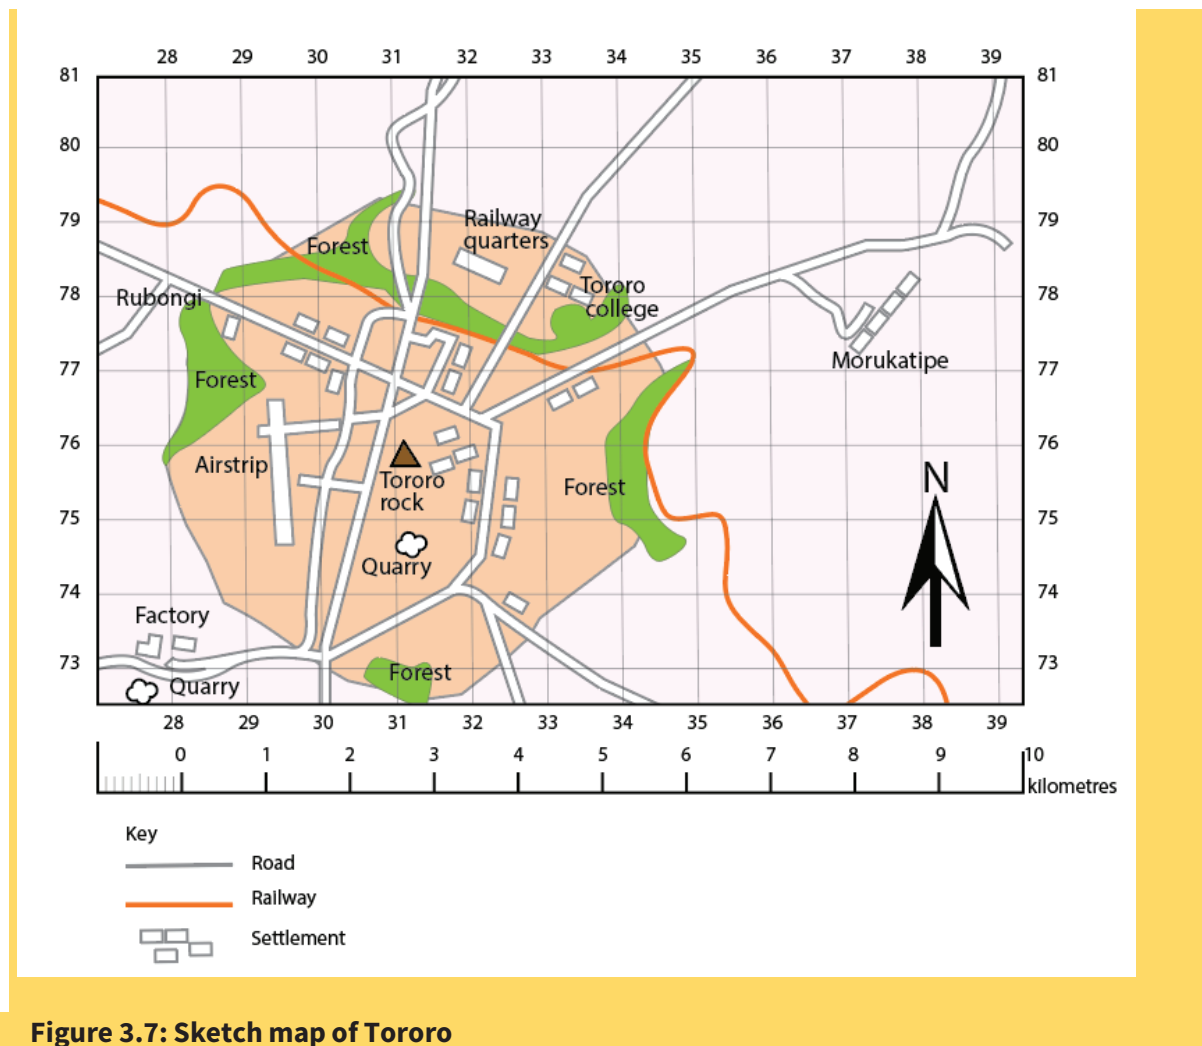 28 29 30 31 32 33 34 35 36 37 38 39
81 81
80 80
79 79
Railway
quarters
Forest
Tororo
college
78 78
Rubongi
77 77
Morukatipe
Forest
76 76
Airstrip
Tororo
rock
Forest
N
75 75
Quarry
74 74
Factory
73 73
Forest
Quarry
28 29 30 31 32 33 34 35 36 37 38 39
0 1 2 3 4 5 6 7 8 9 10
kilometres
Key
Road
Railway
Settlement
Figure 3.7: Sketch map of Tororo